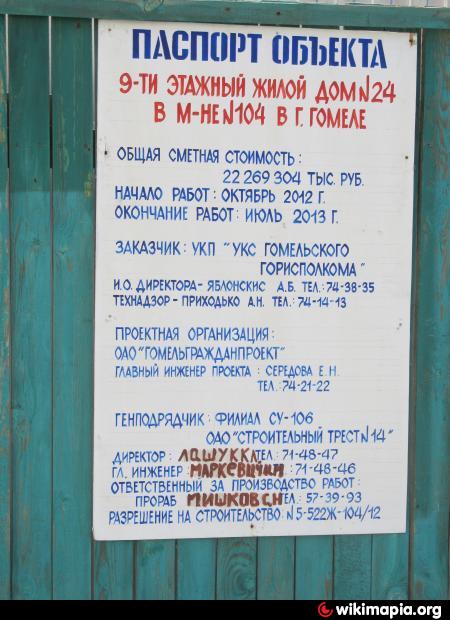 ПАСПОРТ ОБЪЕКТА
9-ТИ ЭТАЖНЫЙ ЖИЛОЙ ДОМ N24
В М-НЕ N104 В Г. ГОМЕЛЕ
ОБЩАЯ СМЕТНАЯ СТОИМОСТЬ:
22 269 304 ТЫС. РУБ.
НАЧАЛО РАБОТ: ОКТЯБРЬ 2012 Г.
ОКОНЧАНИЕ РАБОТ: ИЮЛЬ 2013 Г.
ЗАКАЗЧИК: УКП "УКС ГОМЕЛЬСКОГО
ГОРИСПОЛКОМА"
И.О. ДИРЕКТОРА- ЯБЛОНСКИС А.Б. ТЕЛ.: 74-38-35
ТЕХНАДЗОР- ПРИХОДЬКО А.Н. ТЕЛ.: 74-14-13
ПРОЕКТНАЯ ОРГАНИЗАЦИЯ:
ОАО "ГОМЕЛЬГРАЖДАНПРОЕКТ"
ГЛАВНЫЙ ИНЖЕНЕР ПРОЕКТА: СЕРЕДОВА Е.Н.
ТЕЛ.: 74-21-22
ГЕНПОДРЯДЧИК: ФИЛИАЛ СУ-106
ОАО "СТРОИТЕЛЬНЫЙ ТРЕСТ N14"
ДИРЕКТОР: ЛАШУК К.Л ТЕЛ.: 71-48-47
ГЛ. ИНЖЕНЕР МАРКЕВИЧ : 71-48-46
ОТВЕТСТВЕННЫЙ ЗА ПРОИЗВОДСТВО РАБОТ:
ПРОРАБ МИШКОВ С.Н ТЕЛ.: 57-39-93
РАЗРЕШЕНИЕ НА СТРОИТЕЛЬСТВО: N 5-522Ж-104/12
wikimapia.org